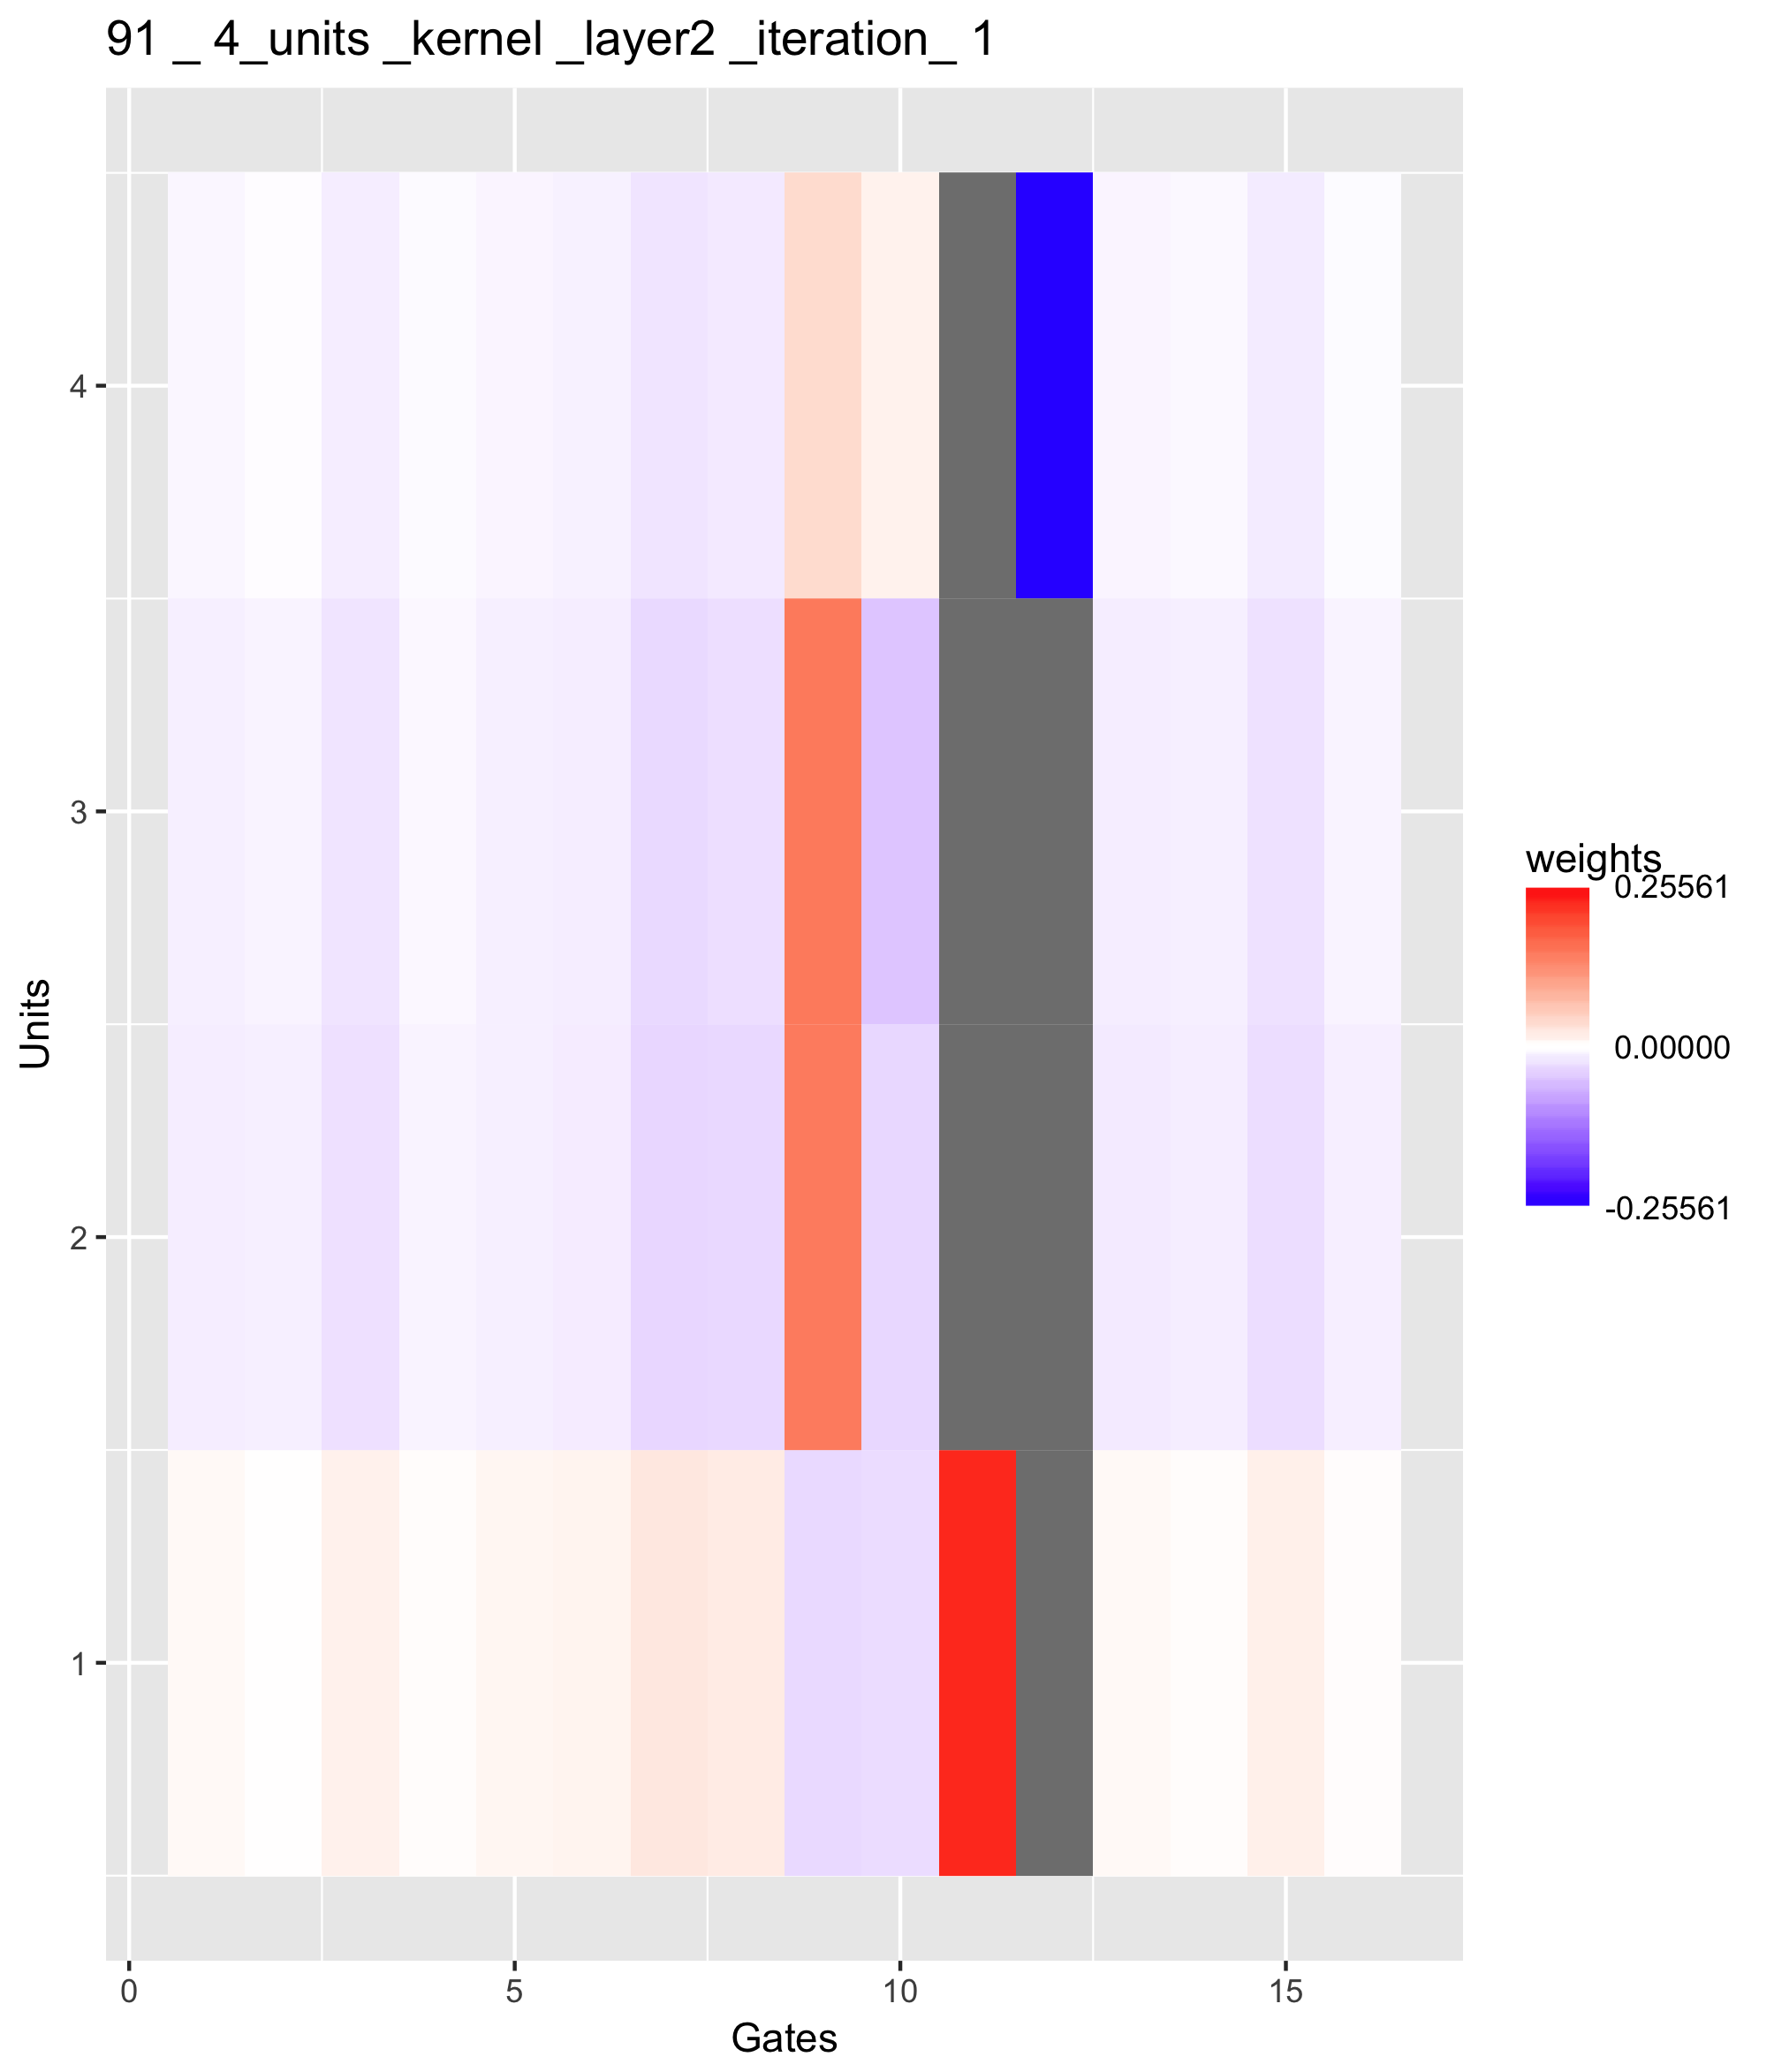 91 _ 4_units _kernel _layer2 _iteration_ 1
Units
4
3
2
1
0
5
10
15
Gates
weights
0.25561
0.00000
-0.25561